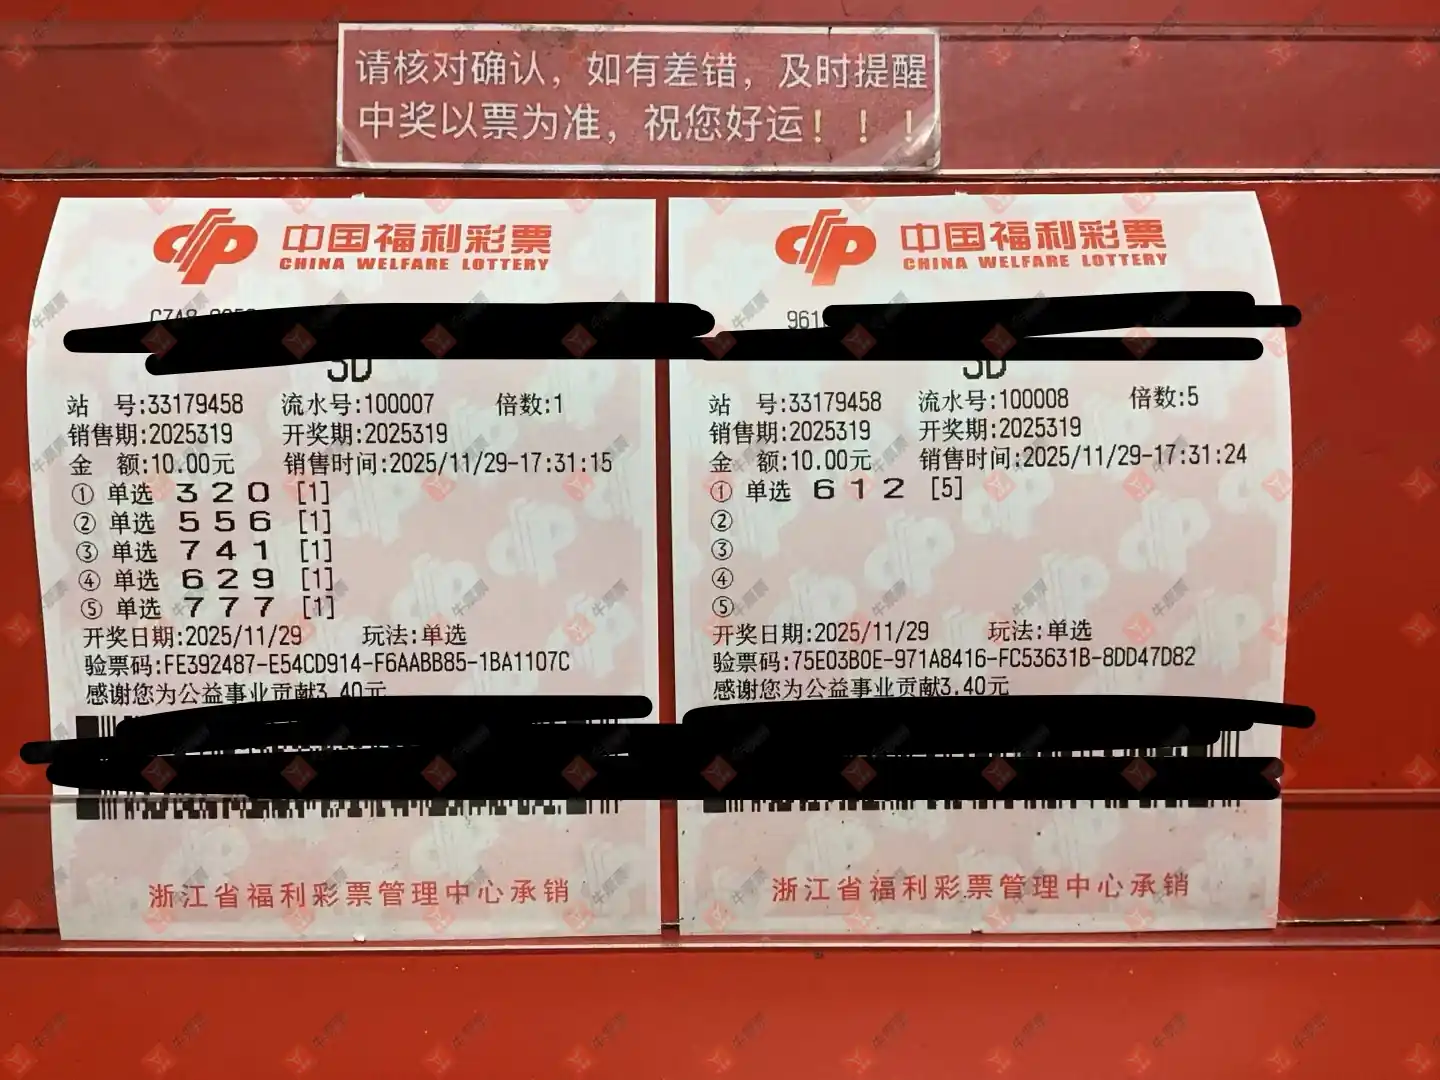 请核对确认，如有差错，及时提醒
中奖以票为准，祝您好运！！！
中国福利彩票
CHINA WELFARE LOTTERY
3D
站 号:33179458 流水号:100007 倍数:1
销售期:2025319 开奖期:2025319
金 额:10.00元 销售时间:2025/11/29-17:31:15
① 单选 3 2 0 [1]
② 单选 5 5 6 [1]
③ 单选 7 4 1 [1]
④ 单选 6 2 9 [1]
⑤ 单选 7 7 7 [1]
开奖日期:2025/11/29 玩法:单选
验票码:FE392487-E54CD914-F6AABB85-1BA1107C
感谢您为公益事业贡献3.40元
浙江省福利彩票管理中心承销
中国福利彩票
CHINA WELFARE LOTTERY
961
3D
站 号:33179458 流水号:100008 倍数:5
销售期:2025319 开奖期:2025319
金 额:10.00元 销售时间:2025/11/29-17:31:24
① 单选 6 1 2 [5]
②
③
④
⑤
开奖日期:2025/11/29 玩法:单选
验票码:75E03B0E-971A8416-FC53631B-8DD47D82
感谢您为公益事业贡献3.40元
浙江省福利彩票管理中心承销